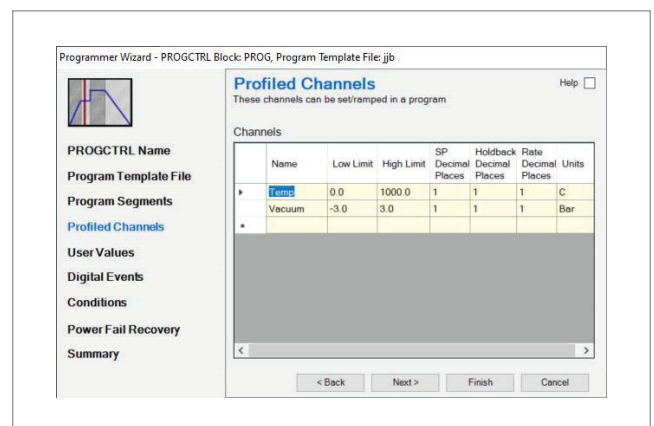 Programmer Wizard - PROGCTRL Block: PROG, Program Template File: jjb
Profiled Channels
Help
These channels can be set/ramped in a program
PROGCTRL Name
Program Template File
Program Segments
Profiled Channels
User Values
Digital Events
Conditions
Power Fail Recovery
Summary
Channels
Name Low Limit High Limit SP Decimal Places Holdback Decimal Places Rate Decimal Places Units
Temp 0.0 1000.0 1 1 1 C
Vacuum -3.0 3.0 1 1 1 Bar
< Back Next > Finish Cancel